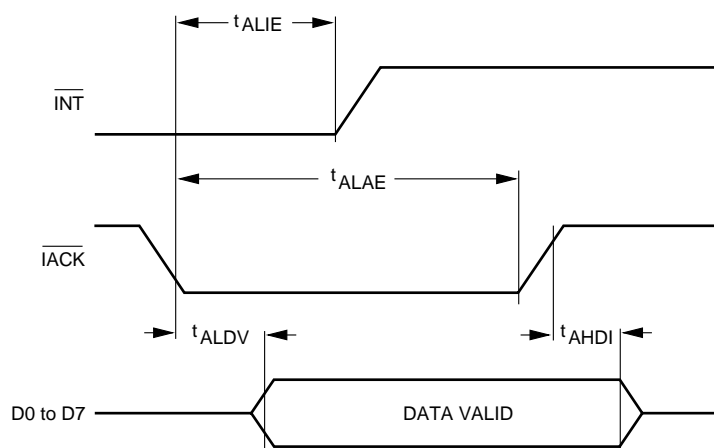 tALIE
INT
tALAE
IACK
tALDV
tAHDI
D0 to D7
DATA VALID